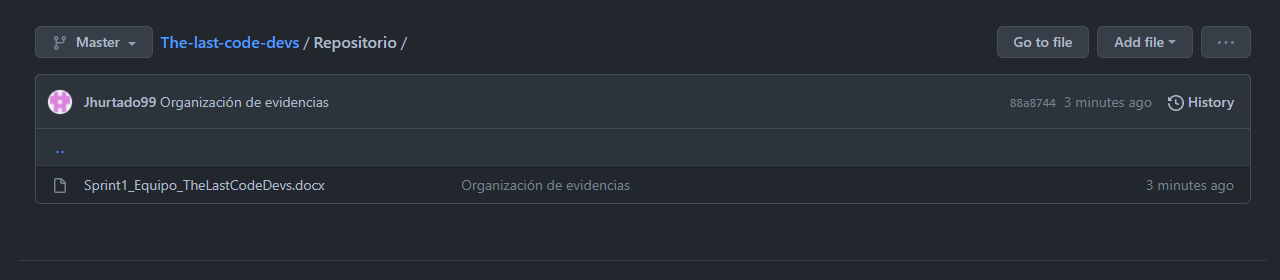 Master The-last-code-devs / Repositorio / Go to file Add file ...
Jhurtado99 Organización de evidencias 88a8744 3 minutes ago History
..
Sprint1_Equipo_TheLastCodeDevs.docx Organización de evidencias 3 minutes ago